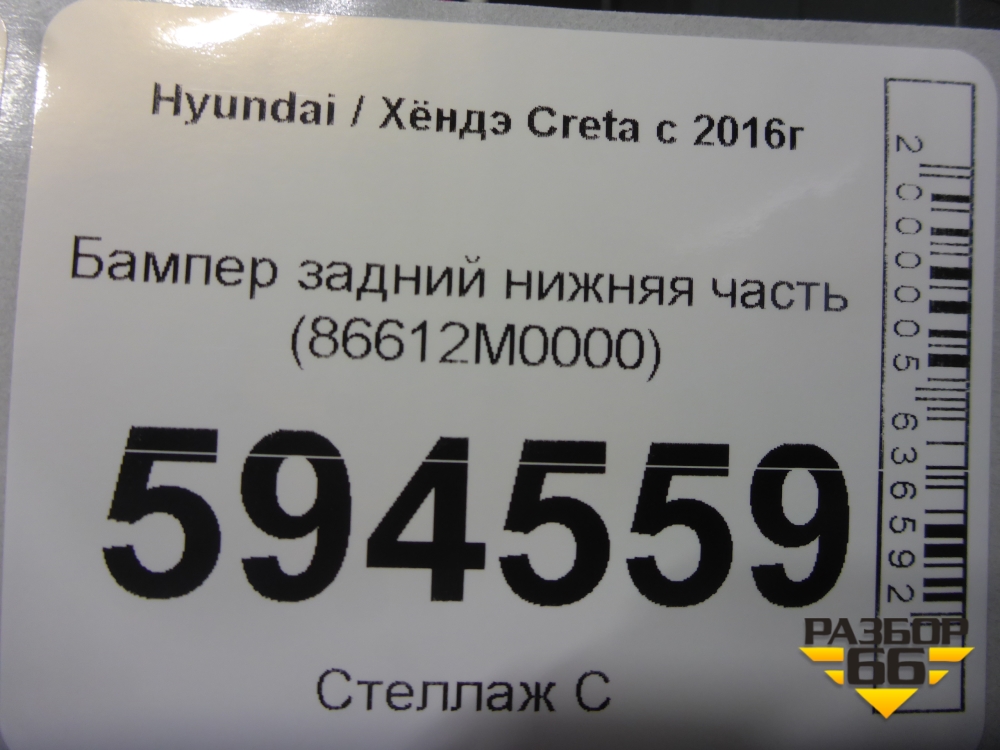 Hyundai / Хёндэ Creta с 2016г
Бампер задний нижняя часть
(86612M0000)
594559
Стеллаж С
2000005636592
РАЗБОР
66